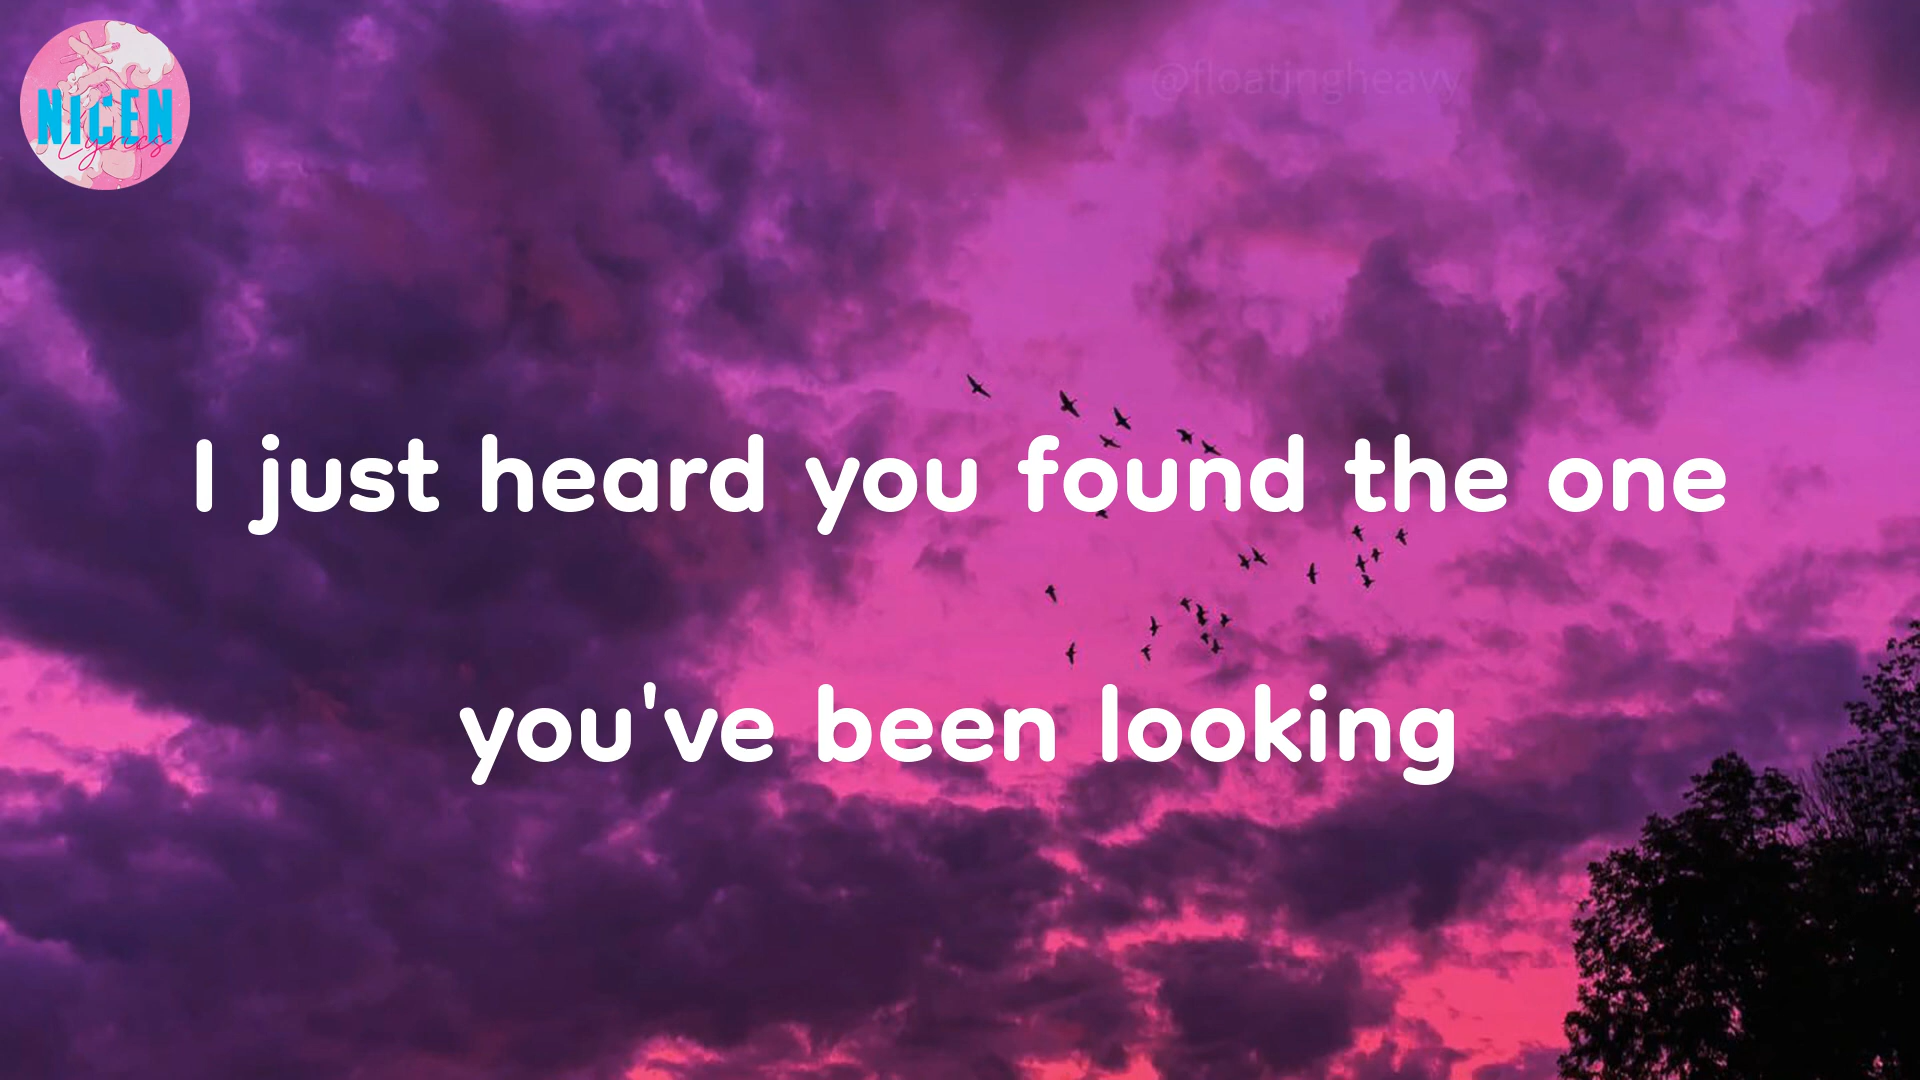 NICEN
Lyrics
@floatingheavy
I just heard you found the one
you've been looking